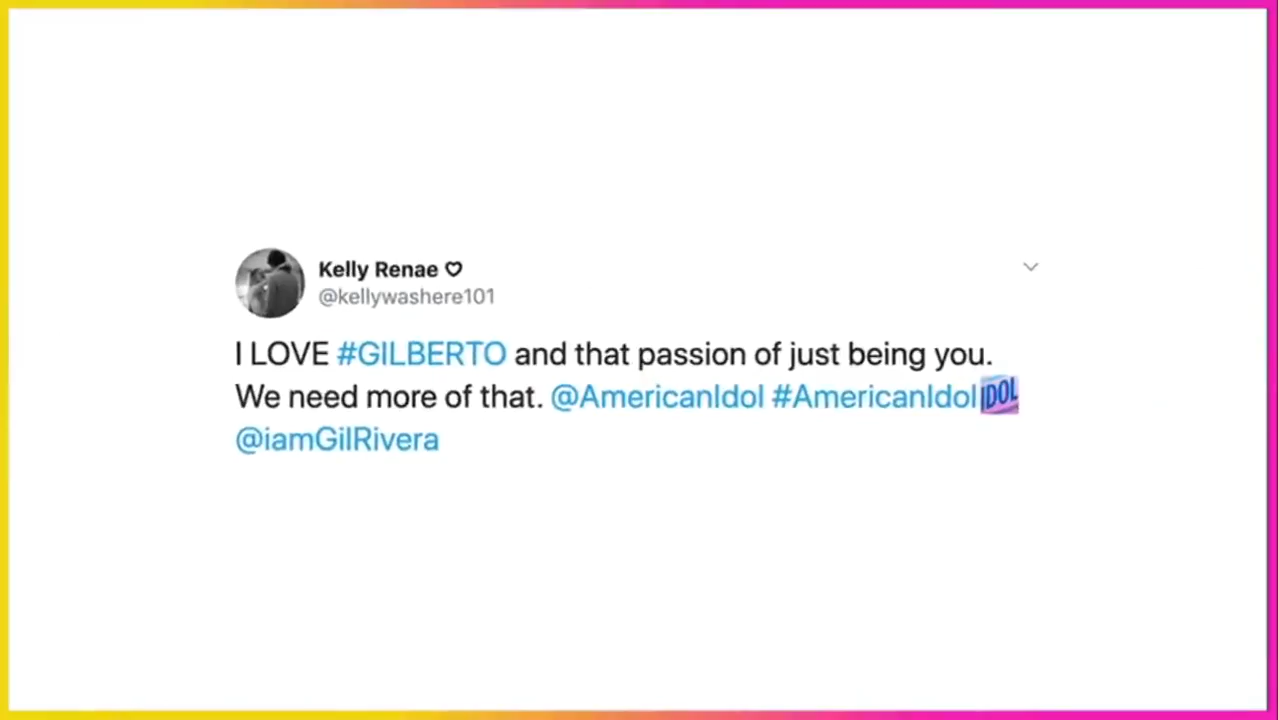 Kelly Renae ♡
@kellywashere101
I LOVE #GILBERTO and that passion of just being you.
We need more of that. @AmericanIdol #AmericanIdol IDOL
@iamGilRivera